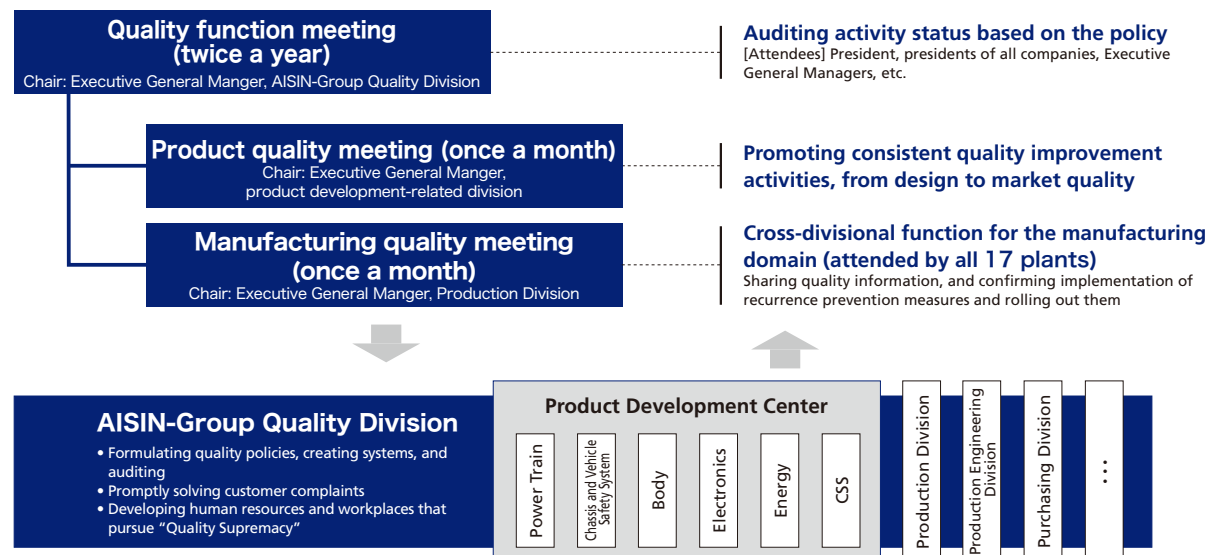 Quality function meeting
(twice a year)
Chair: Executive General Manger, AISIN-Group Quality Division
Auditing activity status based on the policy
[Attendees] President, presidents of all companies, Executive
General Managers, etc.
Product quality meeting (once a month)
Chair: Executive General Manger,
product development-related division
Promoting consistent quality improvement
activities, from design to market quality
Manufacturing quality meeting
(once a month)
Chair: Executive General Manger, Production Division
Cross-divisional function for the manufacturing
domain (attended by all 17 plants)
Sharing quality information, and confirming implementation of
recurrence prevention measures and rolling out them
AISIN-Group Quality Division
• Formulating quality policies, creating systems, and
auditing
• Promptly solving customer complaints
• Developing human resources and workplaces that
pursue “Quality Supremacy”
Product Development Center
Power Train
Chassis and Vehicle
Safety System
Body
Electronics
Energy
CSS
Production Division
Production Engineering
Division
Purchasing Division
...